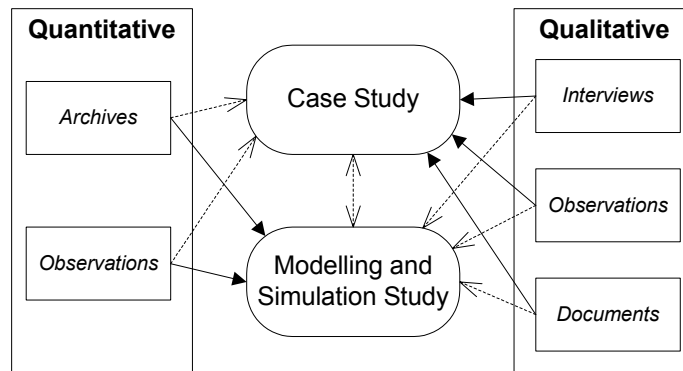 Quantitative
Archives
Observations
Case Study
Modelling and
Simulation Study
Qualitative
Interviews
Observations
Documents